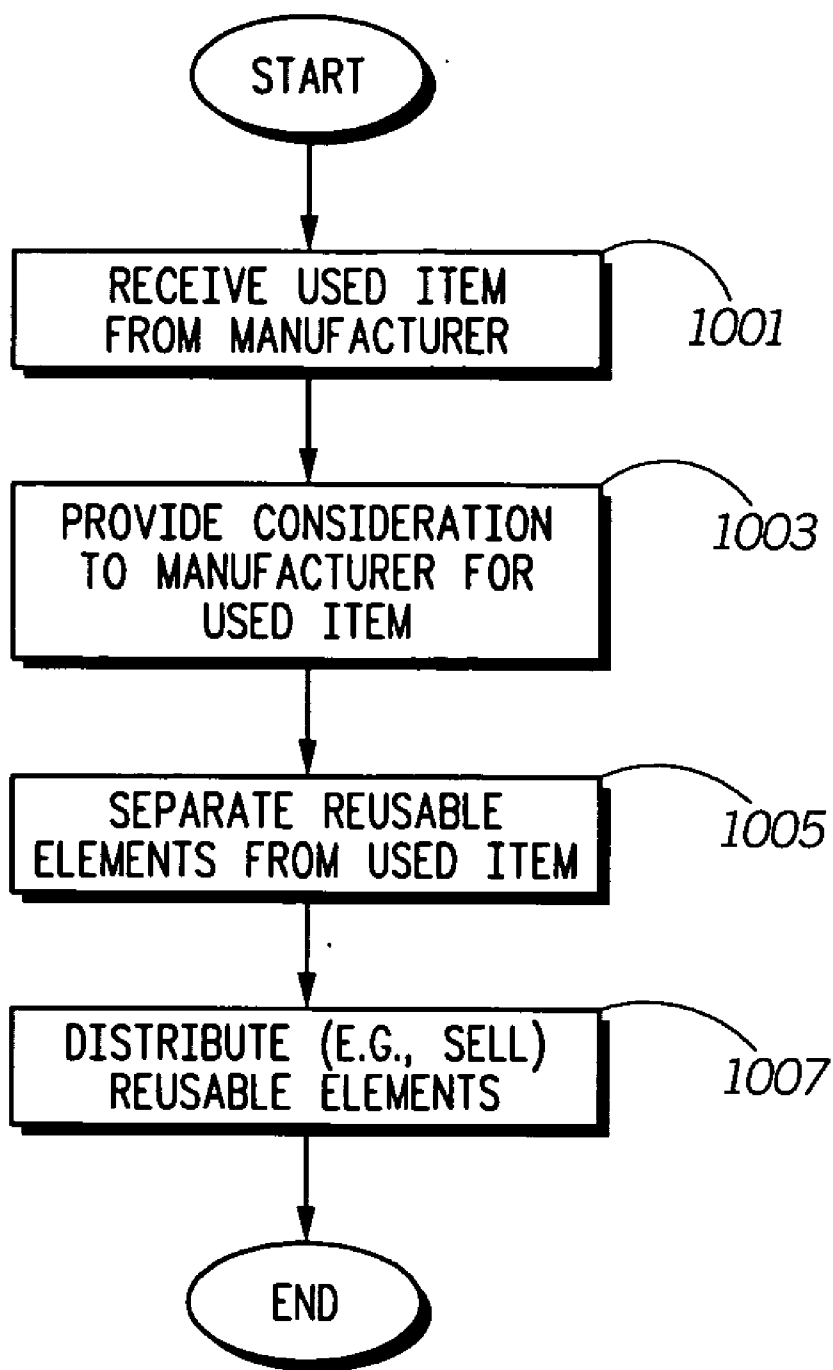 START
RECEIVE USED ITEM
FROM MANUFACTURER
1001
PROVIDE CONSIDERATION
TO MANUFACTURER FOR
USED ITEM
1003
SEPARATE REUSABLE
ELEMENTS FROM USED ITEM
1005
DISTRIBUTE (E.G., SELL)
REUSABLE ELEMENTS
1007
END